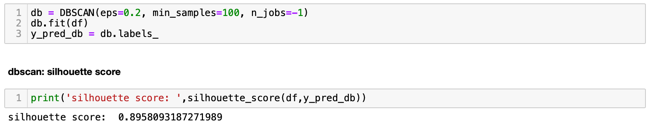 1 db = DBSCAN(eps=0.2, min_samples=100, n_jobs=-1)
2 db.fit(df)
3 y_pred_db = db.labels_
dbscan: silhouette score
1 print('silhouette score: ',silhouette_score(df,y_pred_db))
silhouette score:  0.8958093187271989